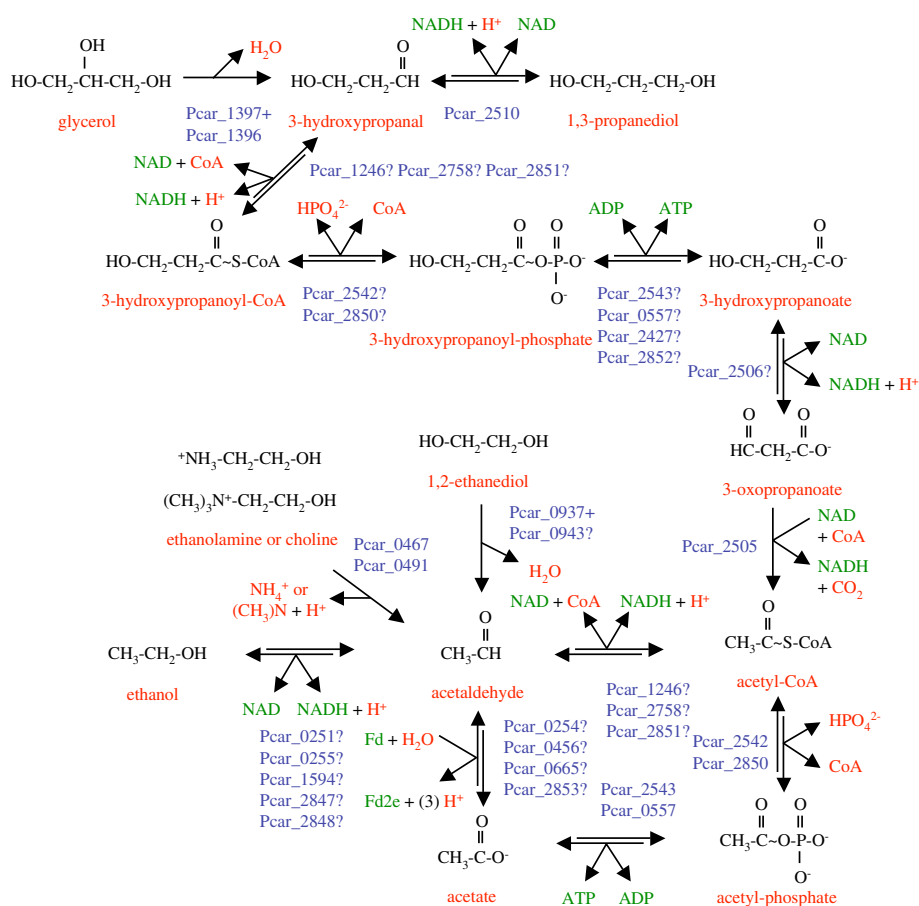 OH
HO-CH₂-CH-CH₂-OH
glycerol
H₂O
Pcar_1397+
Pcar_1396
O
HO-CH₂-CH₂-CH
3-hydroxypropanal
NADH + H⁺ NAD
Pcar_2510
HO-CH₂-CH₂-CH₂-OH
1,3-propanediol
NAD + CoA
NADH + H⁺
Pcar_1246? Pcar_2758? Pcar_2851?
O
HO-CH₂-CH₂-C~S-CoA
3-hydroxypropanoyl-CoA
HPO₄²⁻ CoA
Pcar_2542?
Pcar_2850?
O O
HO-CH₂-CH₂-C~O-P-O⁻
O⁻
3-hydroxypropanoyl-phosphate
ADP ATP
Pcar_2543?
Pcar_0557?
Pcar_2427?
Pcar_2852?
O
HO-CH₂-CH₂-C-O⁻
3-hydroxypropanoate
Pcar_2506?
NAD
NADH + H⁺
O O
HC-CH₂-C-O⁻
3-oxopropanoate
Pcar_2505
NAD
+ CoA
NADH
+ CO₂
⁺NH₃-CH₂-CH₂-OH
(CH₃)₃N⁺-CH₂-CH₂-OH
ethanolamine or choline
Pcar_0467
Pcar_0491
NH₄⁺ or
(CH₃)N + H⁺
HO-CH₂-CH₂-OH
1,2-ethanediol
Pcar_0937+
Pcar_0943?
H₂O
CH₃-CH₂-OH
ethanol
NAD NADH + H⁺
Pcar_0251?
Pcar_0255?
Pcar_1594?
Pcar_2847?
Pcar_2848?
O
CH₃-CH
acetaldehyde
NAD + CoA NADH + H⁺
Pcar_1246?
Pcar_2758?
Pcar_2851?
O
CH₃-C~S-CoA
acetyl-CoA
Fd + H₂O
Fd2e + (3) H⁺
Pcar_0254?
Pcar_0456?
Pcar_0665?
Pcar_2853?
Pcar_2542
Pcar_2850
HPO₄²⁻
CoA
O
CH₃-C-O⁻
acetate
Pcar_2543
Pcar_0557
ATP ADP
O O
CH₃-C~O-P-O⁻
O⁻
acetyl-phosphate